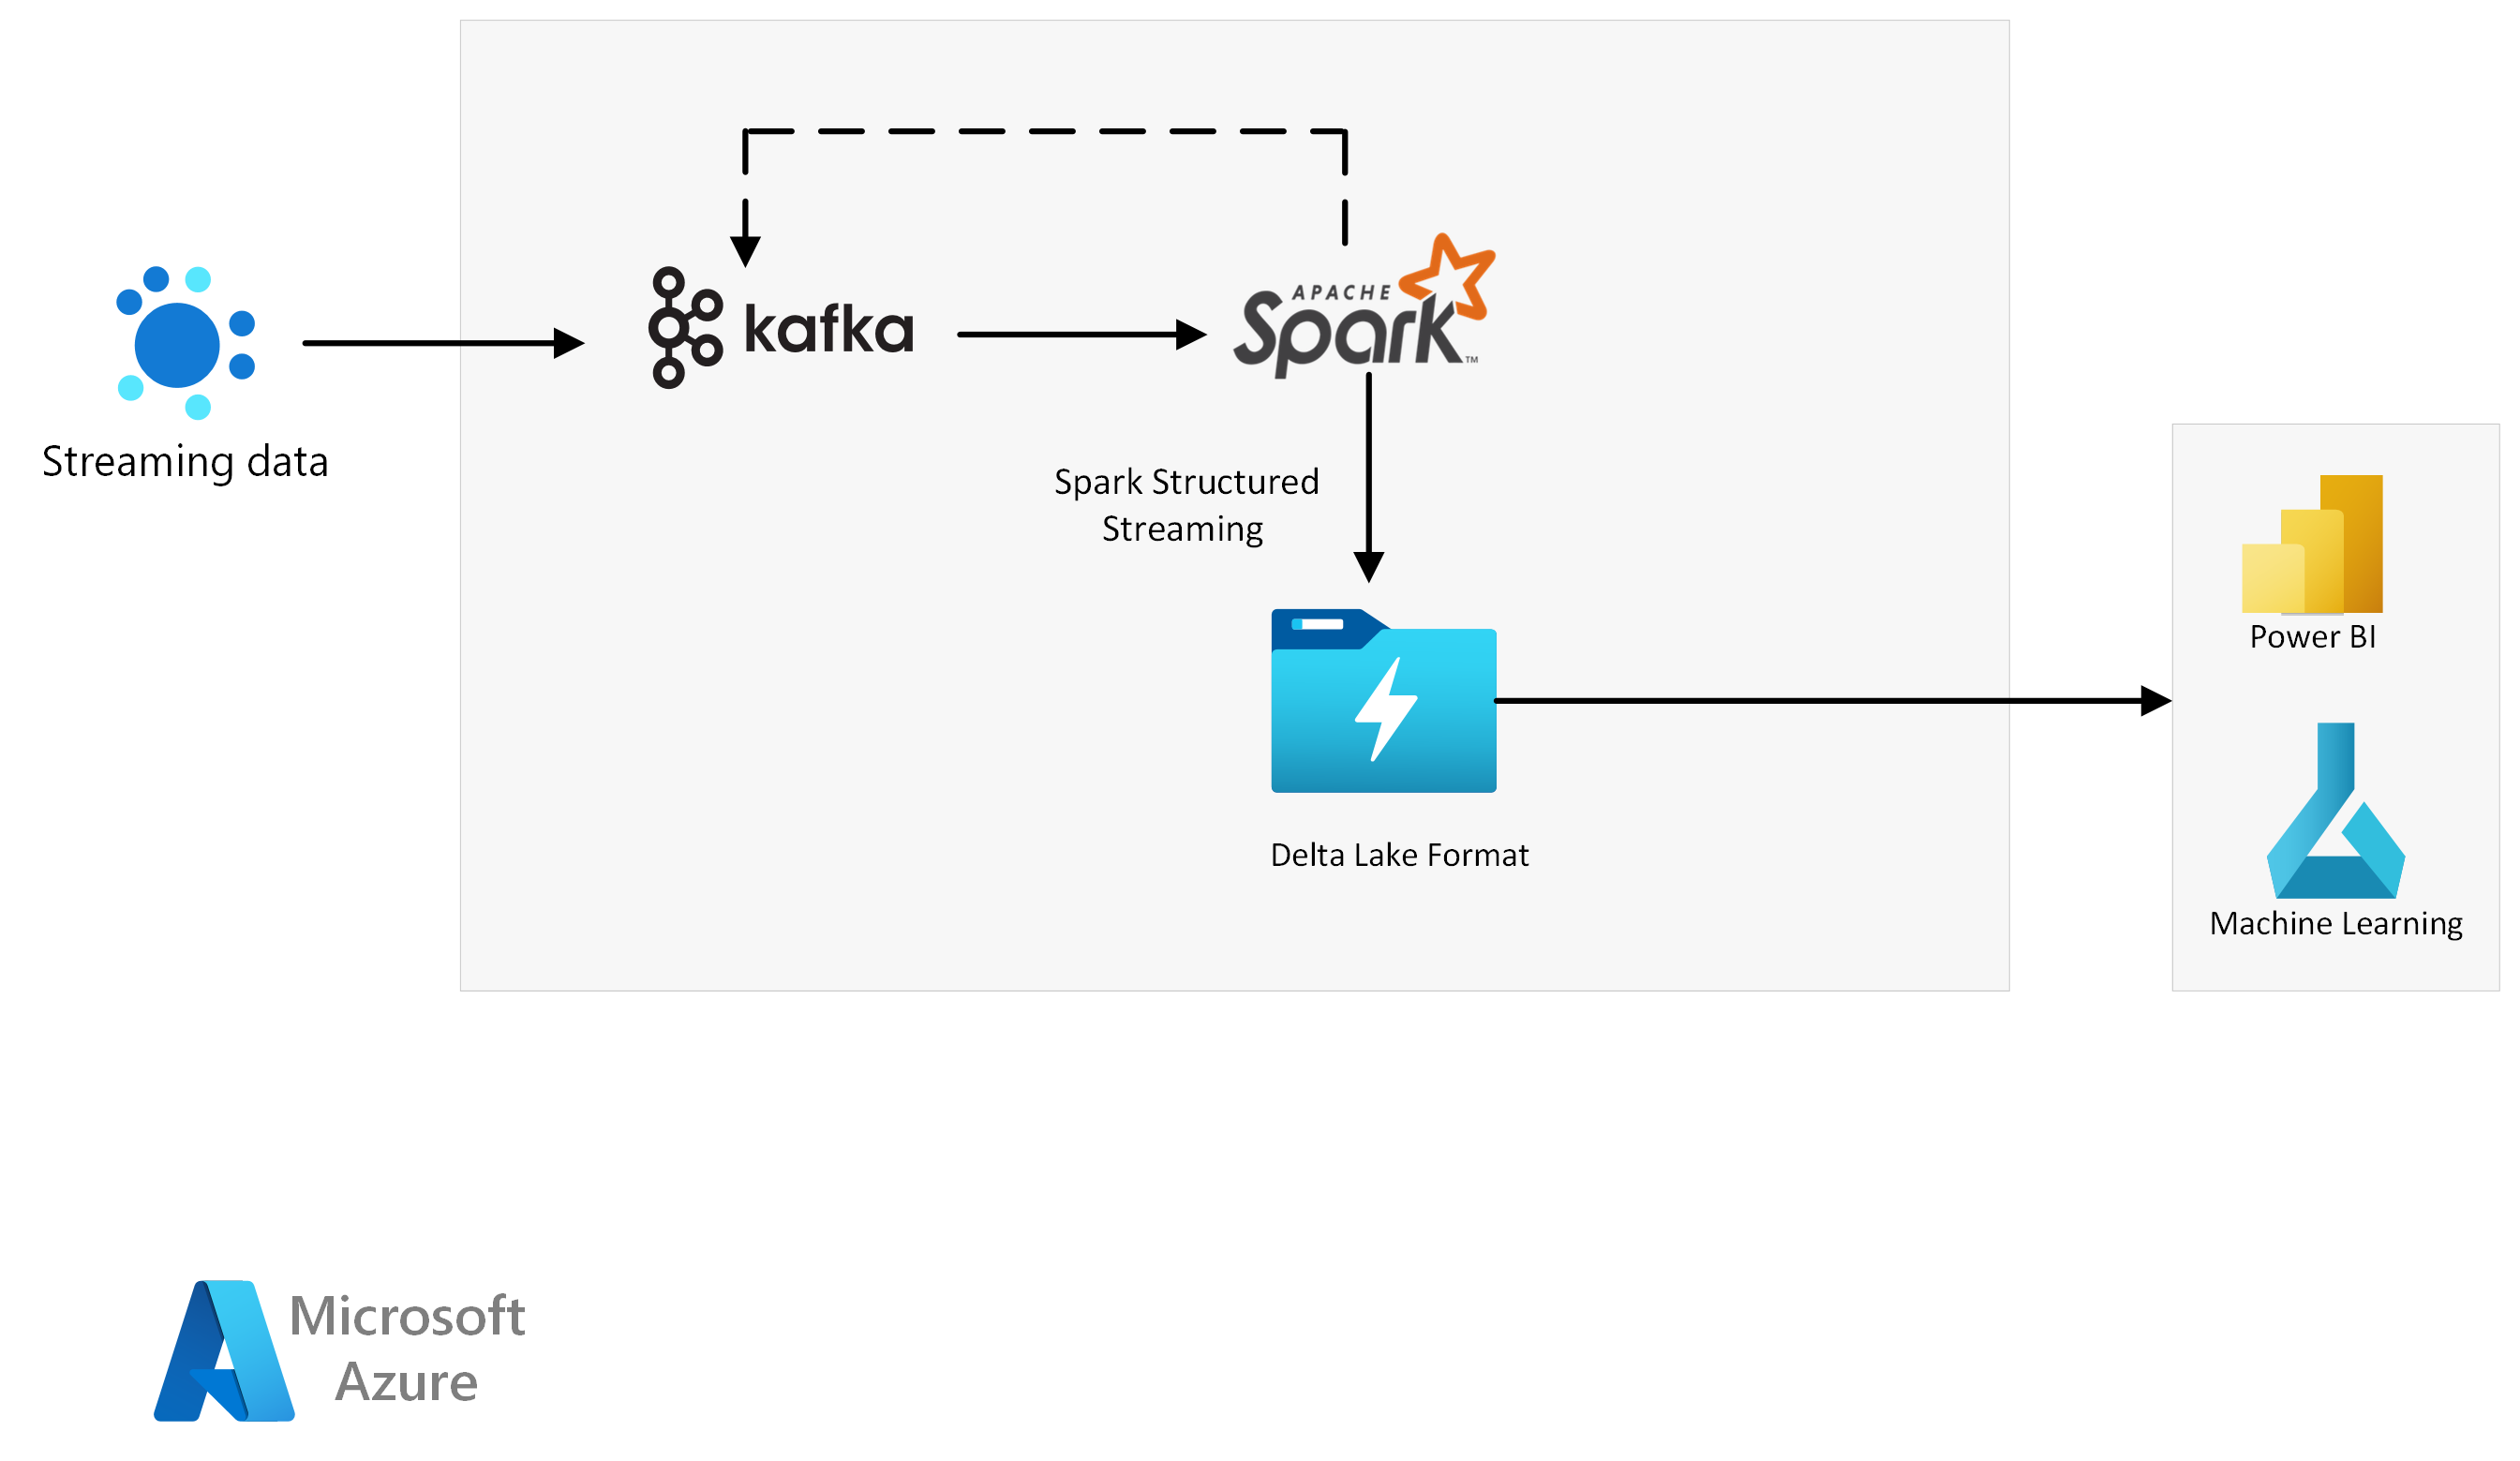 Streaming data
kafka
APACHE
Spark™
Spark Structured
Streaming
Delta Lake Format
Power BI
Machine Learning
Microsoft
Azure